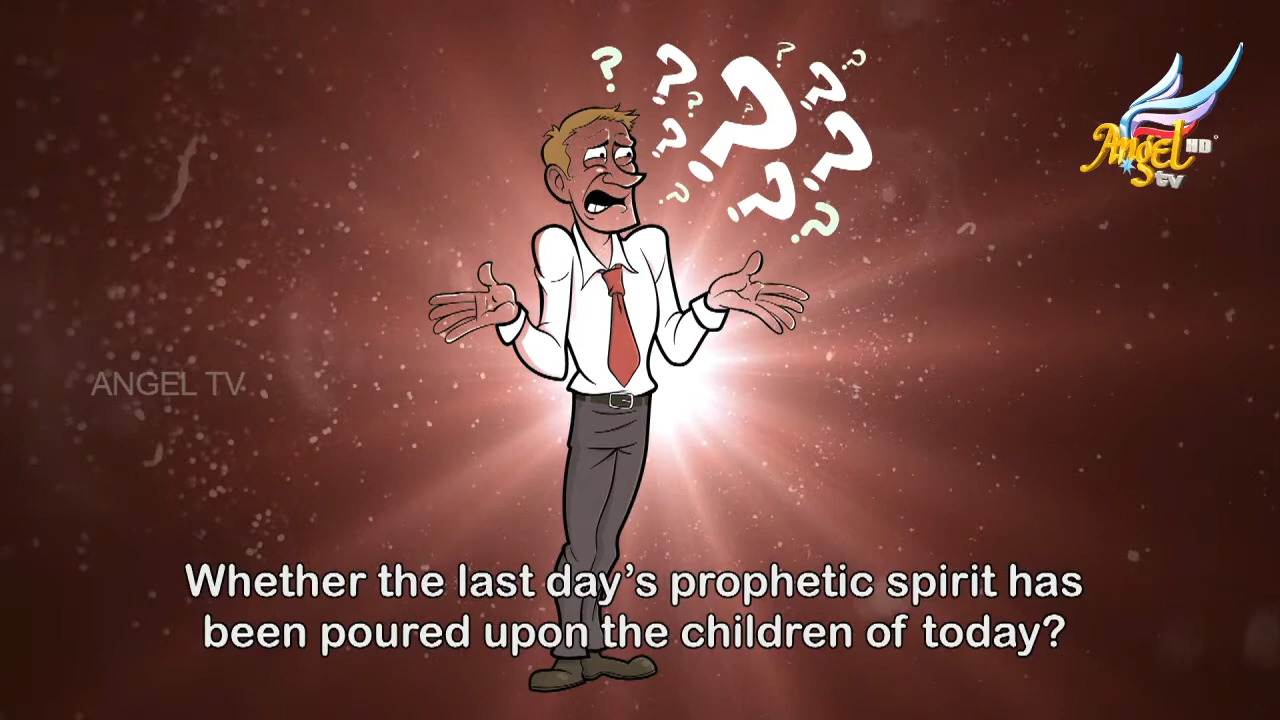 Angel HD
tv
ANGEL TV
Whether the last day's prophetic spirit has
been poured upon the children of today?